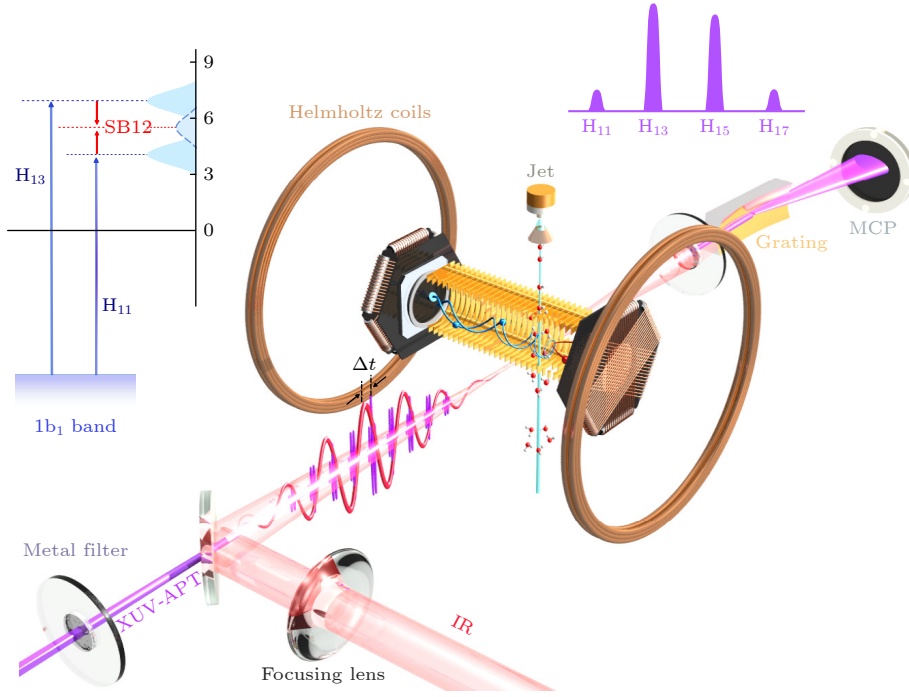 9
6
3
0
SB12
H₁₃
H₁₁
1b₁ band
Helmholtz coils
Jet
H₁₁ H₁₃ H₁₅ H₁₇
MCP
Grating
Δt
Metal filter
XUV-APT
IR
Focusing lens